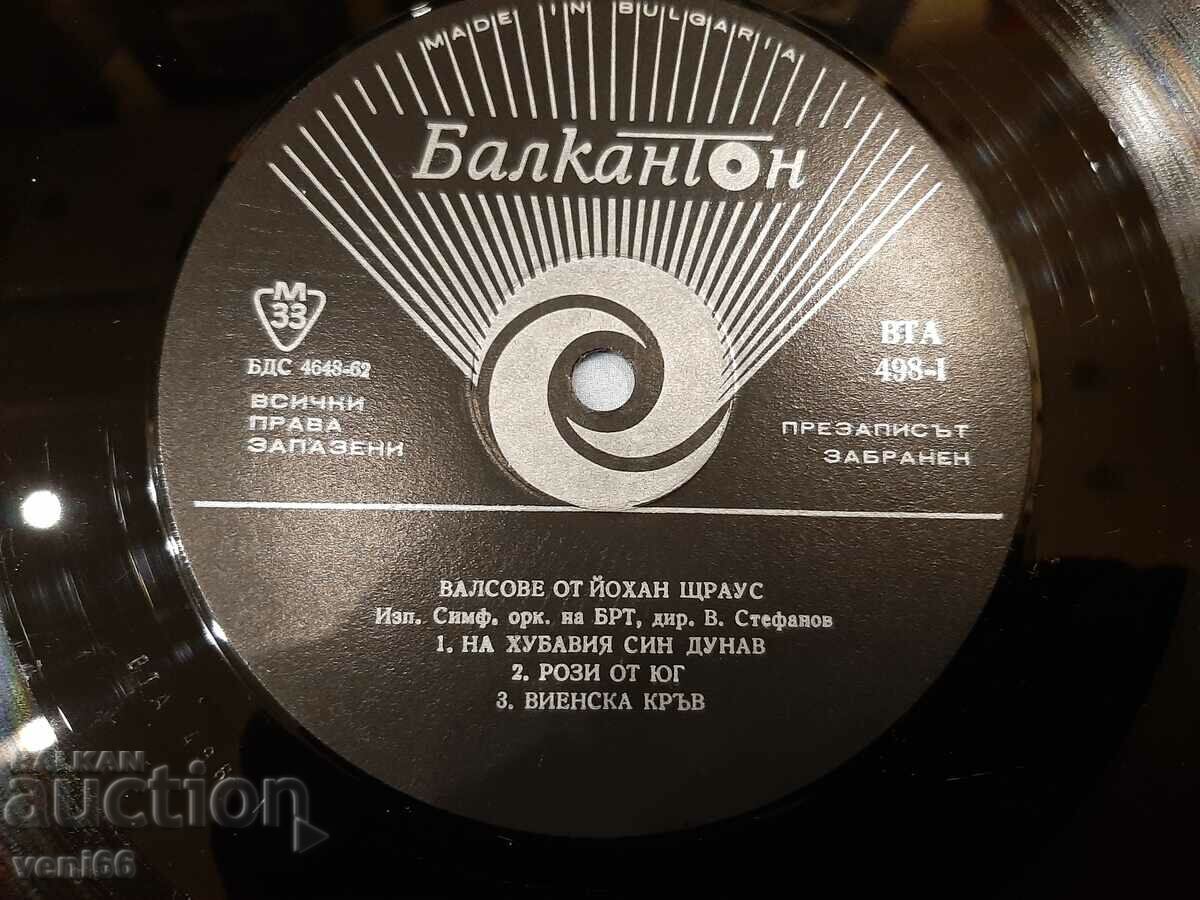 MADE IN BULGARIA
Балкантон
М
33
БДС 4648-62
ВСИЧКИ
ПРАВА
ЗАПАЗЕНИ
ВТА
498-I
ПРЕЗАПИСЪТ
ЗАБРАНЕН
ВАЛСОВЕ ОТ ЙОХАН ЩРАУС
Изп. Симф. орк. на БРТ, дир. В. Стефанов
1. НА ХУБАВИЯ СИН ДУНАВ
2. РОЗИ ОТ ЮГ
3. ВИЕНСКА КРЪВ
BALKAN
auction
veni66